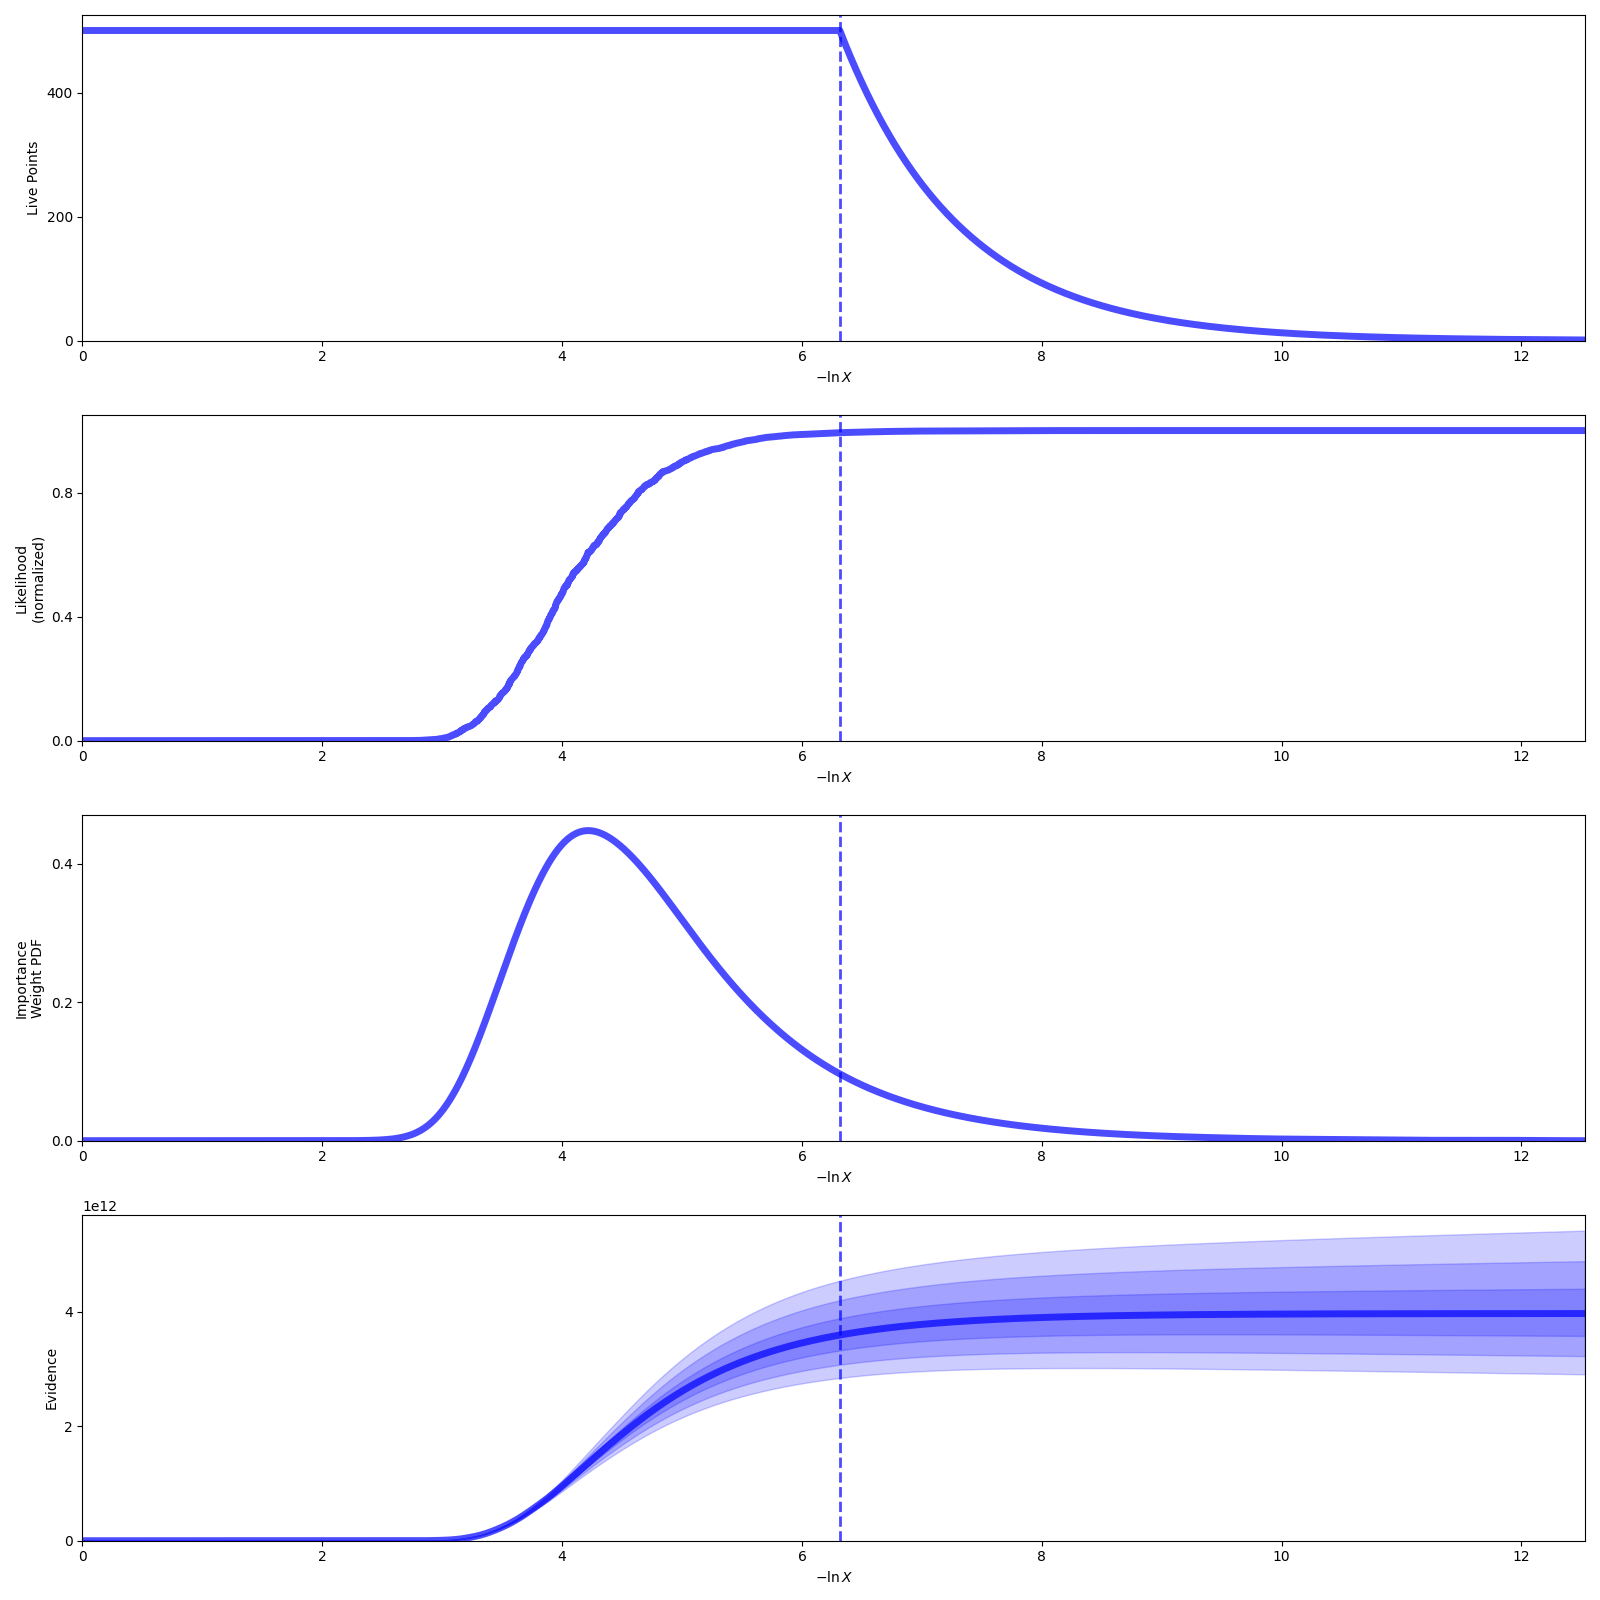 400
200
0
Live Points
0 2 4 6 8 10 12
−ln X
0.8
0.4
0.0
Likelihood
(normalized)
0 2 4 6 8 10 12
−ln X
0.4
0.2
0.0
Importance
Weight PDF
0 2 4 6 8 10 12
−ln X
1e12
4
2
0
Evidence
0 2 4 6 8 10 12
−ln X